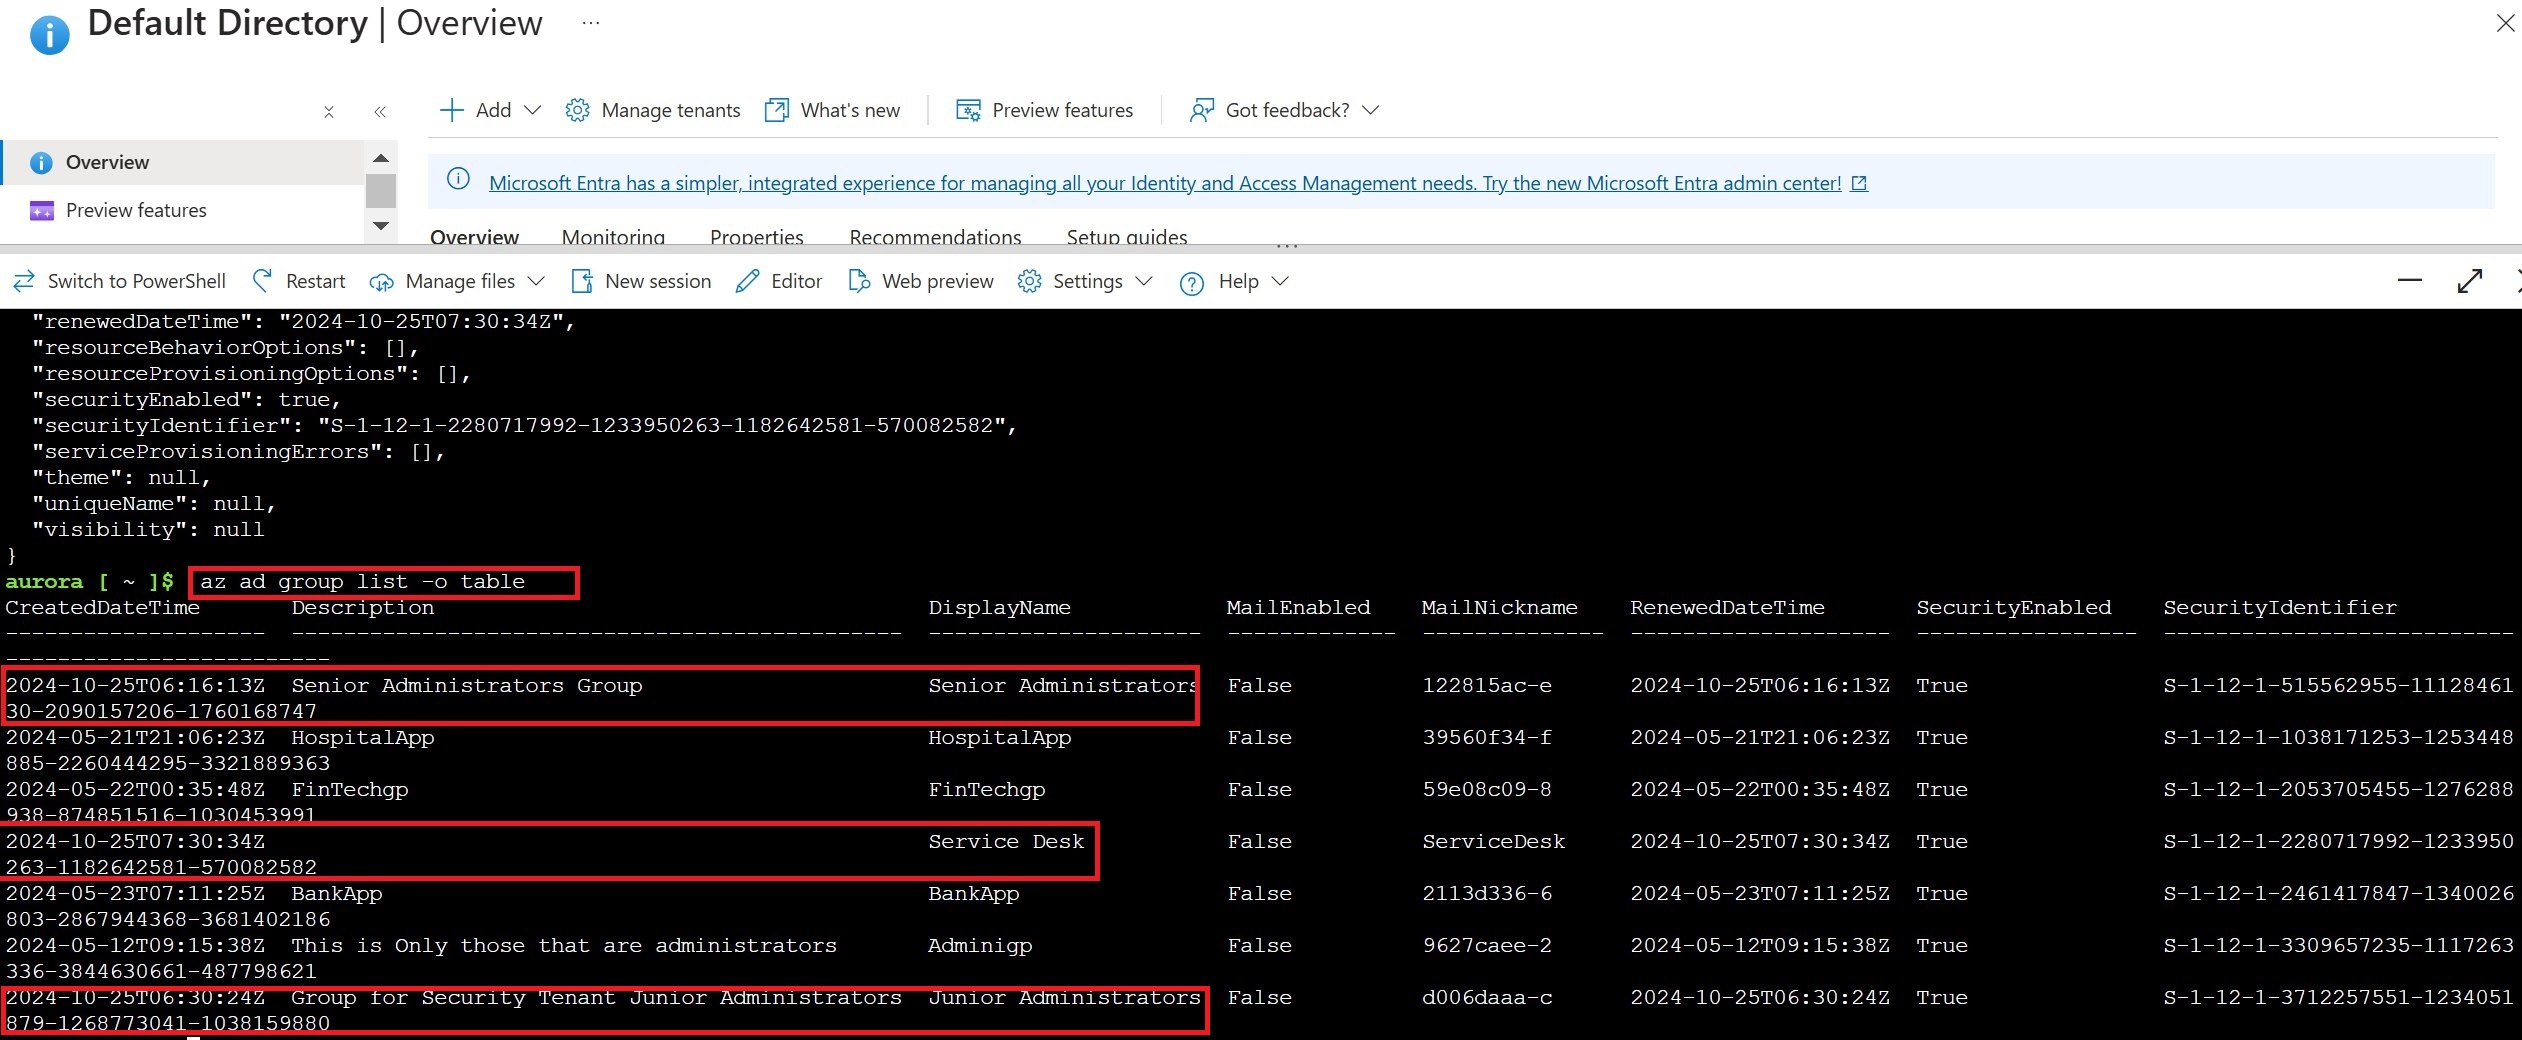 Default Directory | Overview ...
Add Manage tenants What's new Preview features Got feedback?
Overview
Preview features
Microsoft Entra has a simpler, integrated experience for managing all your Identity and Access Management needs. Try the new Microsoft Entra admin center!
Overview Monitoring Properties Recommendations Setup guides
Switch to PowerShell Restart Manage files New session Editor Web preview Settings Help
"renewedDateTime": "2024-10-25T07:30:34Z",
"resourceBehaviorOptions": [],
"resourceProvisioningOptions": [],
"securityEnabled": true,
"securityIdentifier": "S-1-12-1-2280717992-1233950263-1182642581-570082582",
"serviceProvisioningErrors": [],
"theme": null,
"uniqueName": null,
"visibility": null
}
aurora [ ~ ]$ az ad group list -o table
CreatedDateTime Description DisplayName MailEnabled MailNickname RenewedDateTime SecurityEnabled SecurityIdentifier
-------------------- ----------------------------------------------- --------------------- ------------- -------------- -------------------- ----------------- ---------------------------
-------------------------
2024-10-25T06:16:13Z Senior Administrators Group Senior Administrators False 122815ac-e 2024-10-25T06:16:13Z True S-1-12-1-515562955-11128461
30-2090157206-1760168747
2024-05-21T21:06:23Z HospitalApp HospitalApp False 39560f34-f 2024-05-21T21:06:23Z True S-1-12-1-1038171253-1253448
885-2260444295-3321889363
2024-05-22T00:35:48Z FinTechgp FinTechgp False 59e08c09-8 2024-05-22T00:35:48Z True S-1-12-1-2053705455-1276288
938-874851516-1030453991
2024-10-25T07:30:34Z Service Desk False ServiceDesk 2024-10-25T07:30:34Z True S-1-12-1-2280717992-1233950
263-1182642581-570082582
2024-05-23T07:11:25Z BankApp BankApp False 2113d336-6 2024-05-23T07:11:25Z True S-1-12-1-2461417847-1340026
803-2867944368-3681402186
2024-05-12T09:15:38Z This is Only those that are administrators Adminigp False 9627caee-2 2024-05-12T09:15:38Z True S-1-12-1-3309657235-1117263
336-3844630661-487798621
2024-10-25T06:30:24Z Group for Security Tenant Junior Administrators Junior Administrators False d006daaa-c 2024-10-25T06:30:24Z True S-1-12-1-3712257551-1234051
879-1268773041-1038159880